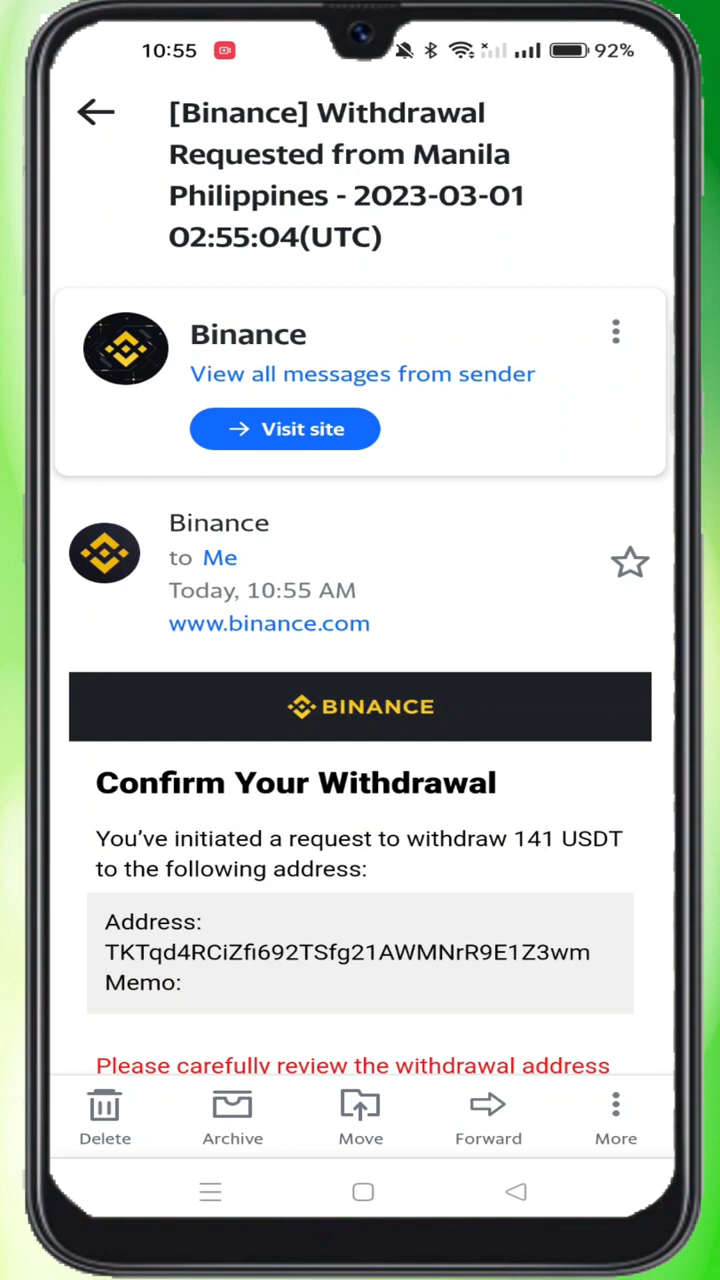 10:55
92%
[Binance] Withdrawal
Requested from Manila
Philippines - 2023-03-01
02:55:04(UTC)
Binance
View all messages from sender
Visit site
Binance
to Me
Today, 10:55 AM
www.binance.com
BINANCE
Confirm Your Withdrawal
You've initiated a request to withdraw 141 USDT
to the following address:
Address:
TKTqd4RCiZfi692TSfg21AWMNrR9E1Z3wm
Memo:
Please carefully review the withdrawal address
Delete
Archive
Move
Forward
More